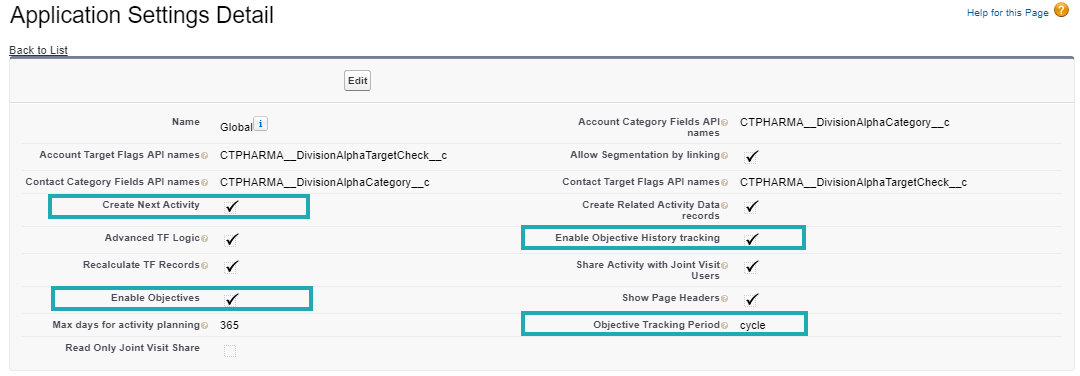 Application Settings Detail
Help for this Page ?
Back to List
Edit
Name Global i
Account Category Fields API names CTPHARMA__DivisionAlphaCategory__c
Account Target Flags API names CTPHARMA__DivisionAlphaTargetCheck__c
Allow Segmentation by linking
Contact Category Fields API names CTPHARMA__DivisionAlphaCategory__c
Contact Target Flags API names CTPHARMA__DivisionAlphaTargetCheck__c
Create Next Activity
Create Related Activity Data
records
Advanced TF Logic
Enable Objective History tracking
Recalculate TF Records
Share Activity with Joint Visit
Users
Enable Objectives
Show Page Headers
Max days for activity planning 365
Objective Tracking Period cycle
Read Only Joint Visit Share